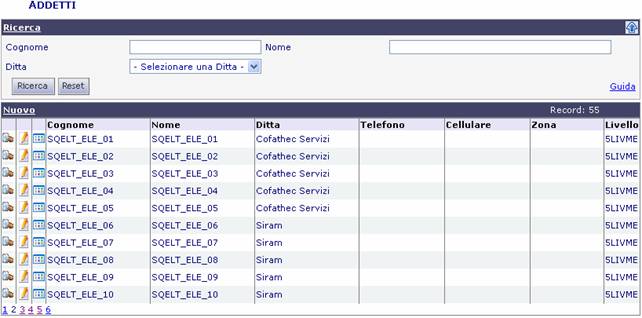 ADDETTI
Ricerca
Cognome Nome
Ditta - Selezionare una Ditta -
Ricerca Reset Guida
Nuovo Record: 55
Cognome Nome Ditta Telefono Cellulare Zona Livello
SQELT_ELE_01 SQELT_ELE_01 Cofathec Servizi 5LIVME
SQELT_ELE_02 SQELT_ELE_02 Cofathec Servizi 5LIVME
SQELT_ELE_03 SQELT_ELE_03 Cofathec Servizi 5LIVME
SQELT_ELE_04 SQELT_ELE_04 Cofathec Servizi 5LIVME
SQELT_ELE_05 SQELT_ELE_05 Cofathec Servizi 5LIVME
SQELT_ELE_06 SQELT_ELE_06 Siram 5LIVME
SQELT_ELE_07 SQELT_ELE_07 Siram 5LIVME
SQELT_ELE_08 SQELT_ELE_08 Siram 5LIVME
SQELT_ELE_09 SQELT_ELE_09 Siram 5LIVME
SQELT_ELE_10 SQELT_ELE_10 Siram 5LIVME
1 2 3 4 5 6